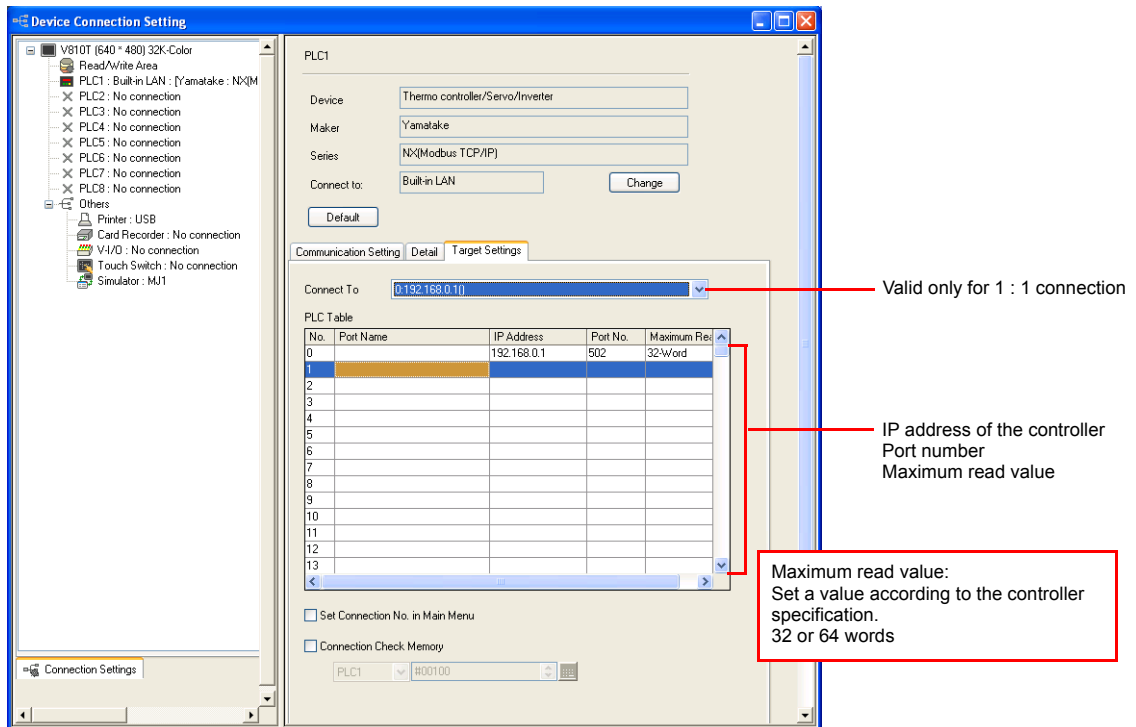 Device Connection Setting
V810T (640 * 480) 32K-Color
Read/Write Area
PLC1 : Built-in LAN : [Yamatake : NX(M
PLC2 : No connection
PLC3 : No connection
PLC4 : No connection
PLC5 : No connection
PLC6 : No connection
PLC7 : No connection
PLC8 : No connection
Others
Printer : USB
Card Recorder : No connection
V-I/O : No connection
Touch Switch : No connection
Simulator : MJ1
Connection Settings
PLC1
Device Thermo controller/Servo/Inverter
Maker Yamatake
Series NX(Modbus TCP/IP)
Connect to: Built-in LAN Change
Default
Communication Setting Detail Target Settings
Connect To 0:192.168.0.1()
PLC Table
No. Port Name IP Address Port No. Maximum Rea
0 192.168.0.1 502 32-Word
1
2
3
4
5
6
7
8
9
10
11
12
13
Set Connection No. in Main Menu
Connection Check Memory
PLC1 #00100
Valid only for 1 : 1 connection
IP address of the controller
Port number
Maximum read value
Maximum read value:
Set a value according to the controller
specification.
32 or 64 words